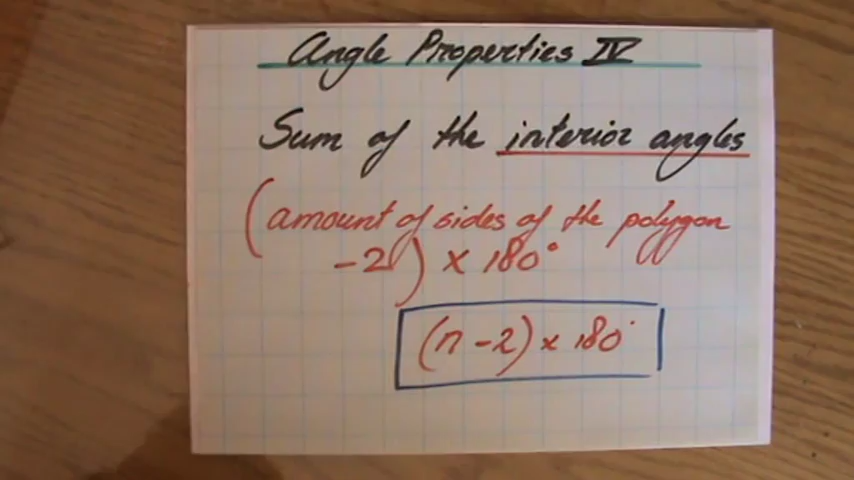 Angle Properties IV
Sum of the interior angles
(amount of sides of the polygon
-2) × 180°
(n-2) × 180°